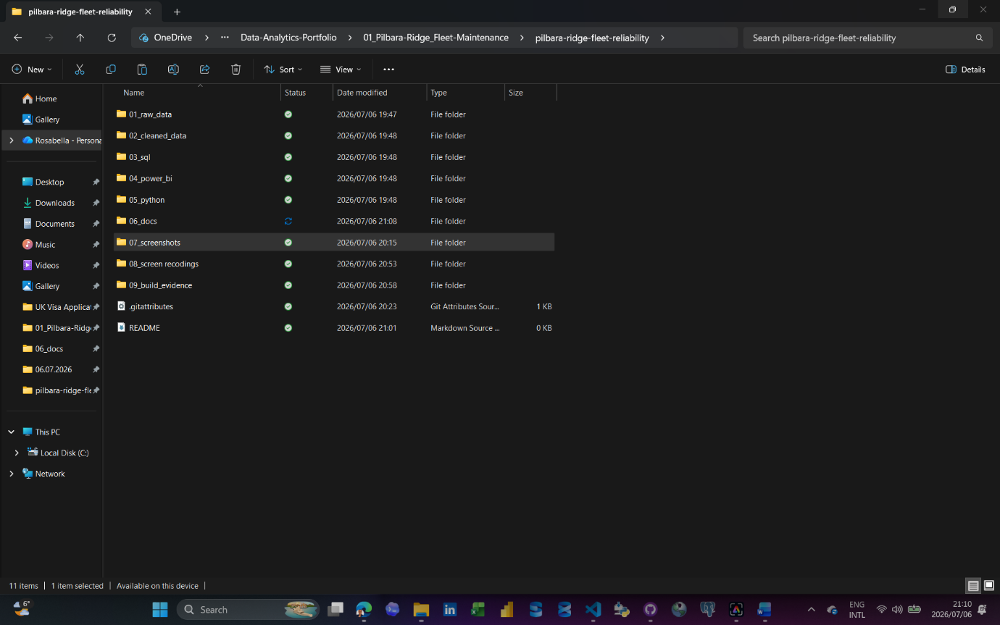 pilbara-ridge-fleet-reliability
OneDrive > ... Data-Analytics-Portfolio > 01_Pilbara-Ridge_Fleet-Maintenance > pilbara-ridge-fleet-reliability >
Search pilbara-ridge-fleet-reliability
New
Sort
View
Details
Name Status Date modified Type Size
Home
Gallery
Rosabella - Persona
Desktop
Downloads
Documents
Music
Videos
Gallery
UK Visa Applicat
01_Pilbara-Ridge
06_docs
06.07.2026
pilbara-ridge-fle
This PC
Local Disk (C:)
Network
01_raw_data 2026/07/06 19:47 File folder
02_cleaned_data 2026/07/06 19:48 File folder
03_sql 2026/07/06 19:48 File folder
04_power_bi 2026/07/06 19:48 File folder
05_python 2026/07/06 19:48 File folder
06_docs 2026/07/06 21:08 File folder
07_screenshots 2026/07/06 20:15 File folder
08_screen recodings 2026/07/06 20:53 File folder
09_build_evidence 2026/07/06 20:58 File folder
.gitattributes 2026/07/06 20:23 Git Attributes Sour... 1 KB
README 2026/07/06 21:01 Markdown Source ... 0 KB
11 items | 1 item selected | Available on this device |
6°
Search
ENG
INTL
21:10
2026/07/06